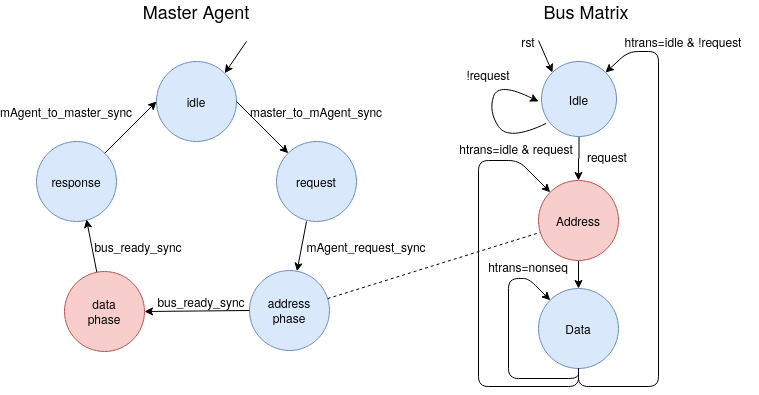 Master Agent
Bus Matrix
rst
htrans=idle & !request
idle
!request
Idle
mAgent_to_master_sync
master_to_mAgent_sync
htrans=idle & request
request
response
request
Address
bus_ready_sync
mAgent_request_sync
htrans=nonseq
data
phase
bus_ready_sync
address
phase
Data